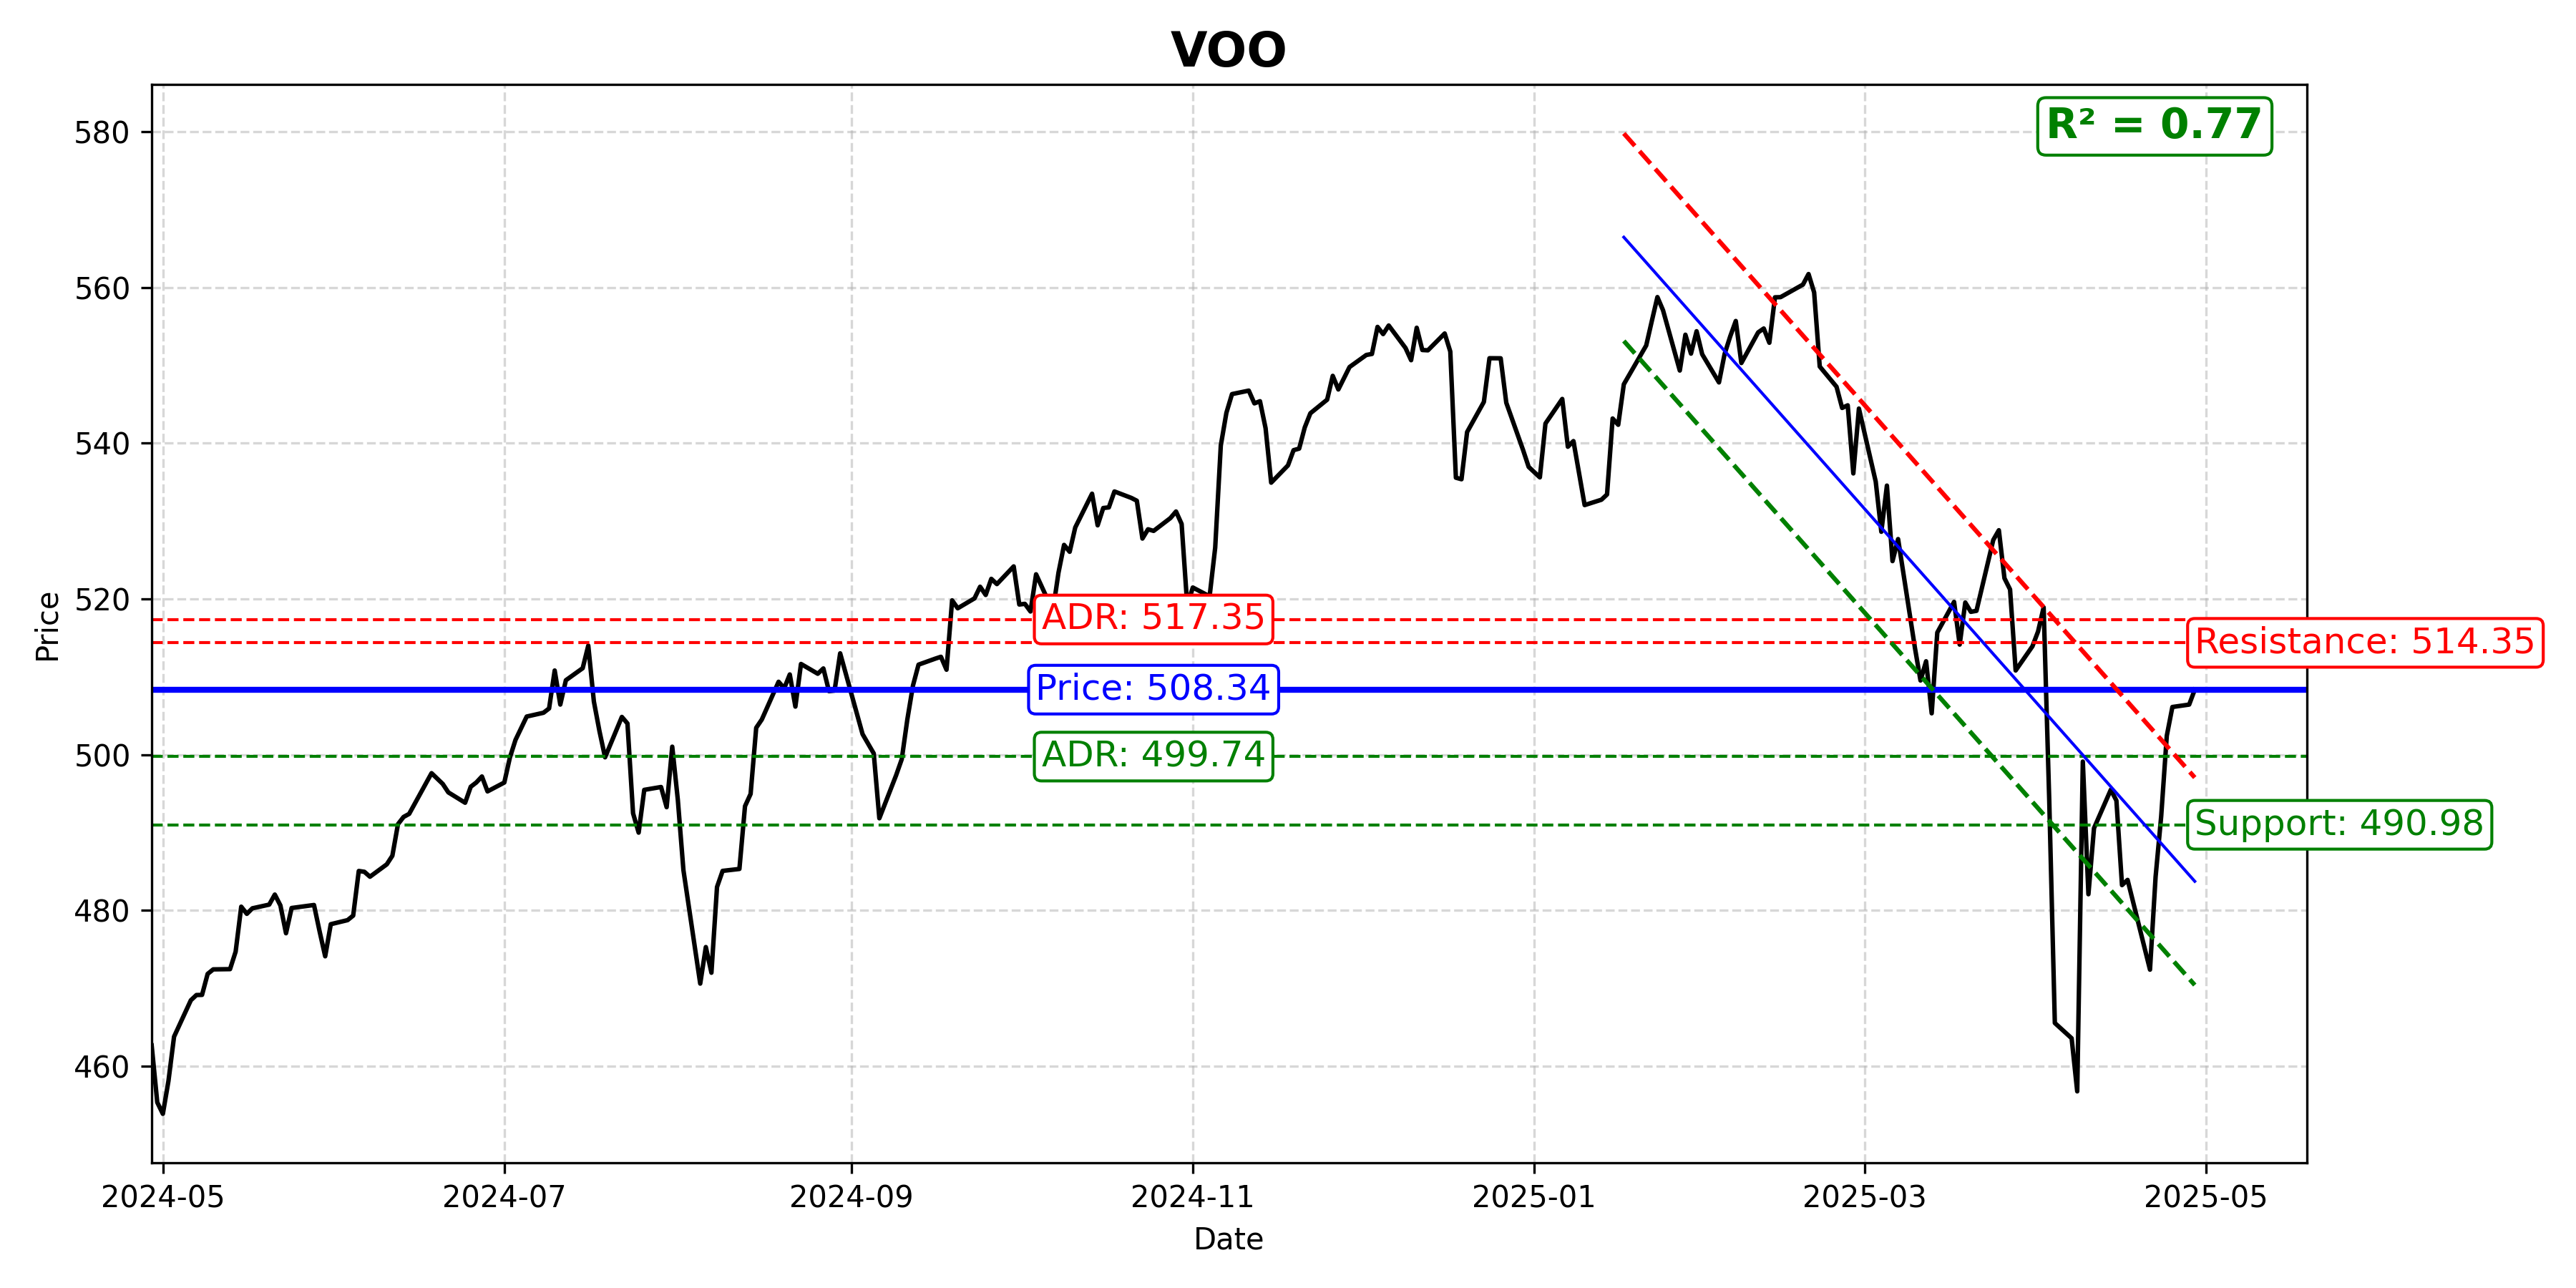 VOO
R² = 0.77
580
560
540
520
500
480
460
Price
ADR: 517.35
Resistance: 514.35
Price: 508.34
ADR: 499.74
Support: 490.98
2024-05
2024-07
2024-09
2024-11
2025-01
2025-03
2025-05
Date